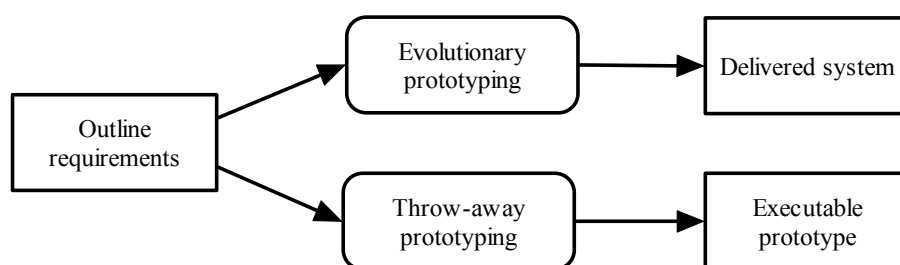 Evolutionary
prototyping
Delivered system
Outline
requirements
Throw-away
prototyping
Executable
prototype